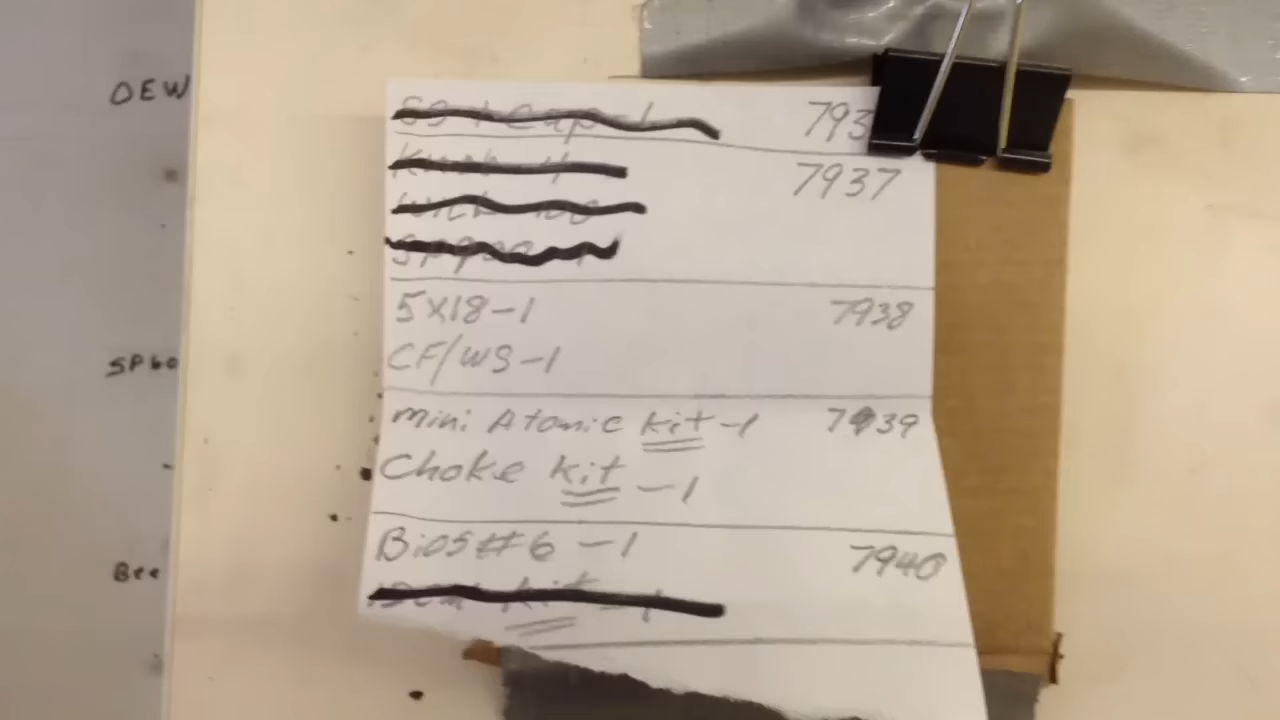 OEW
793
7937
5X18-1 7938
SP60
CF/WS-1
Mini Atomic kit-1 7939
Choke kit -1
Bios#6 -1 7940
Bee
kit